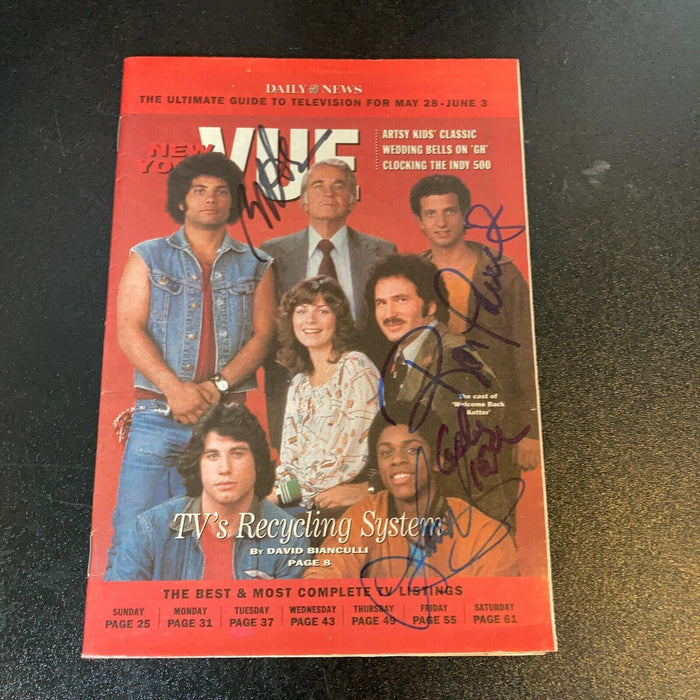 DAILY NEWS
THE ULTIMATE GUIDE TO TELEVISION FOR MAY 28 - JUNE 3
NEW
YO
VUE
ARTSY KIDS' CLASSIC
WEDDING BELLS ON 'GH'
CLOCKING THE INDY 500
The cast of
'Welcome Back
Kotter'
TV's Recycling System
BY DAVID BIANCULLI
PAGE 8
THE BEST & MOST COMPLETE TV LISTINGS
SUNDAY MONDAY TUESDAY WEDNESDAY THURSDAY FRIDAY SATURDAY
PAGE 25 PAGE 31 PAGE 37 PAGE 43 PAGE 49 PAGE 55 PAGE 61